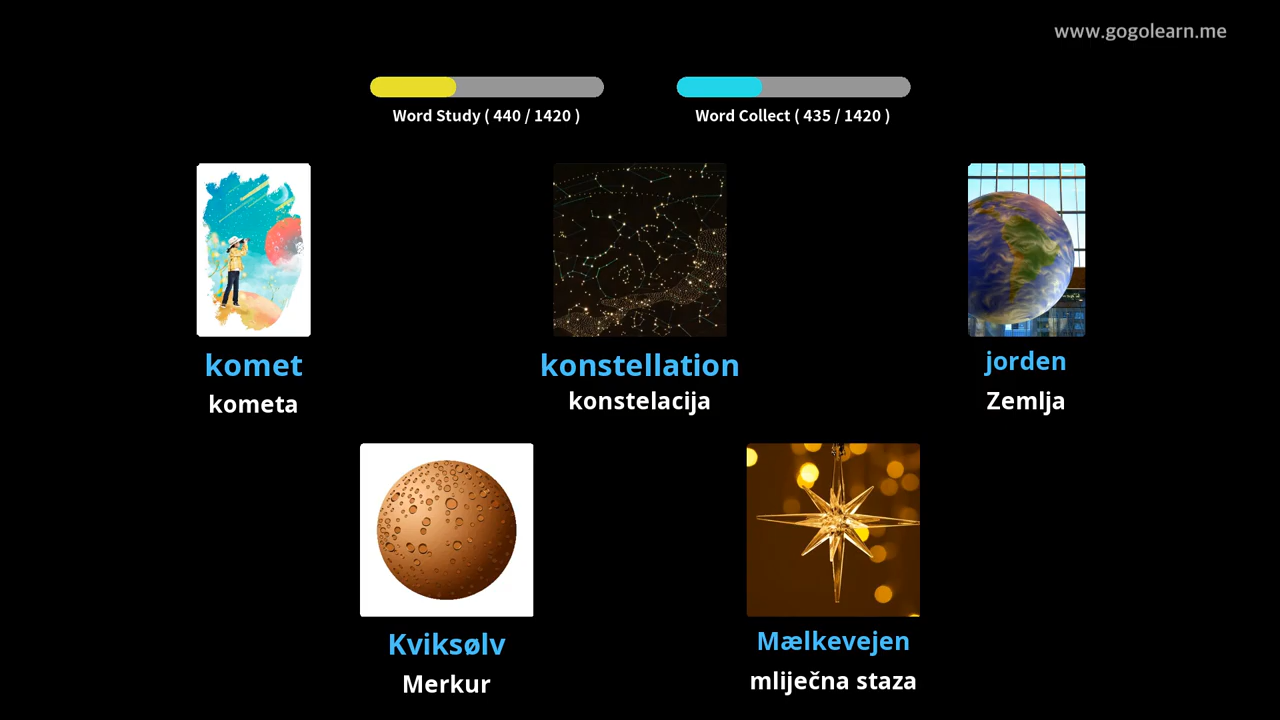 www.gogolearn.me
Word Study ( 440 / 1420 )
Word Collect ( 435 / 1420 )
komet
kometa
konstellation
konstelacija
jorden
Zemlja
Kviksølv
Merkur
Mælkevejen
mliječna staza